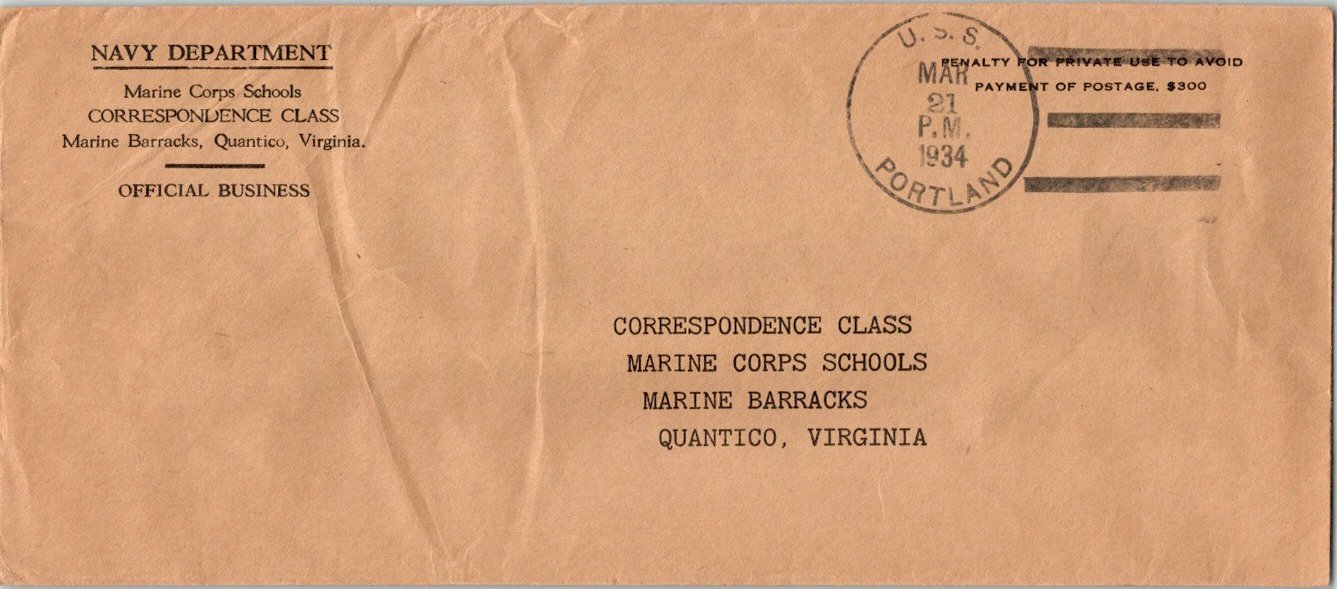 NAVY DEPARTMENT
Marine Corps Schools
CORRESPONDENCE CLASS
Marine Barracks, Quantico, Virginia.
OFFICIAL BUSINESS
U. S. S.
MAR
21
P.M.
1934
PORTLAND
PENALTY FOR PRIVATE USE TO AVOID
PAYMENT OF POSTAGE, $300
CORRESPONDENCE CLASS
MARINE CORPS SCHOOLS
MARINE BARRACKS
QUANTICO, VIRGINIA